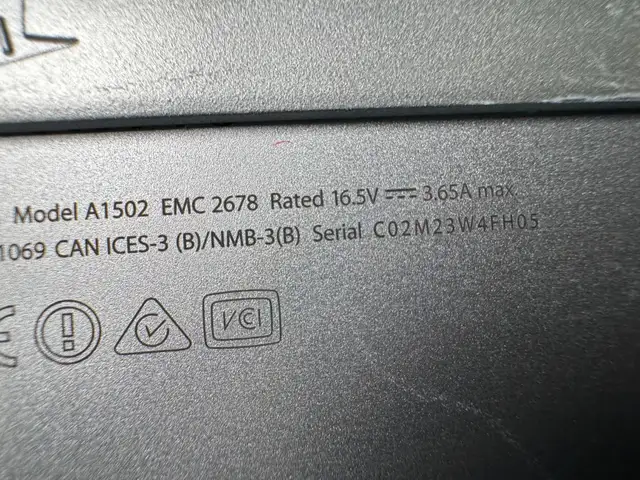 Model A1502 EMC 2678 Rated 16.5V ⎓ 3.65A max.
1069 CAN ICES-3 (B)/NMB-3(B) Serial C02M23W4FH05
VCI